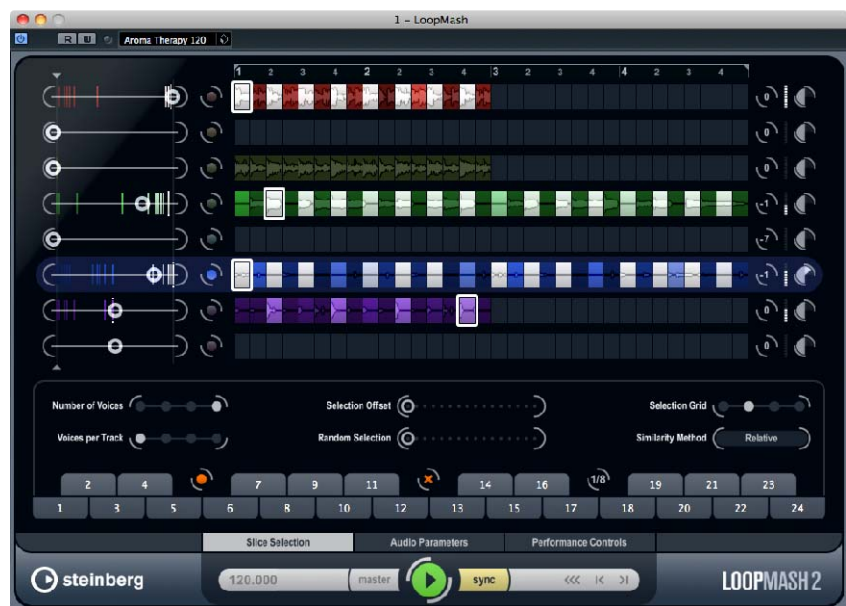 1 - LoopMash
R U Aroma Therapy 120
1 2 3 4 2 2 3 4 3 2 3 4 4 2 3 4
0
0
0
-1
-7
-1
0
0
Number of Voices Selection Offset Selection Grid
Voices per Track Random Selection Similarity Method Relative
2 4 7 9 11 x 14 16 1/8 19 21 23
1 3 5 6 8 10 12 13 15 17 18 20 22 24
Slice Selection Audio Parameters Performance Controls
steinberg 120.000 master sync LOOPMASH 2